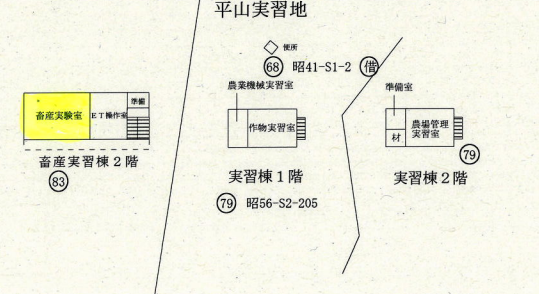 平山実習地
便所
68 昭41-S1-2 借
農業機械実習室
準備室
準備
畜産実験室
ET操作室
作物実習室
農場管理
実習室
材
畜産実習棟2階
83
実習棟1階
79 昭56-S2-205
79
実習棟2階